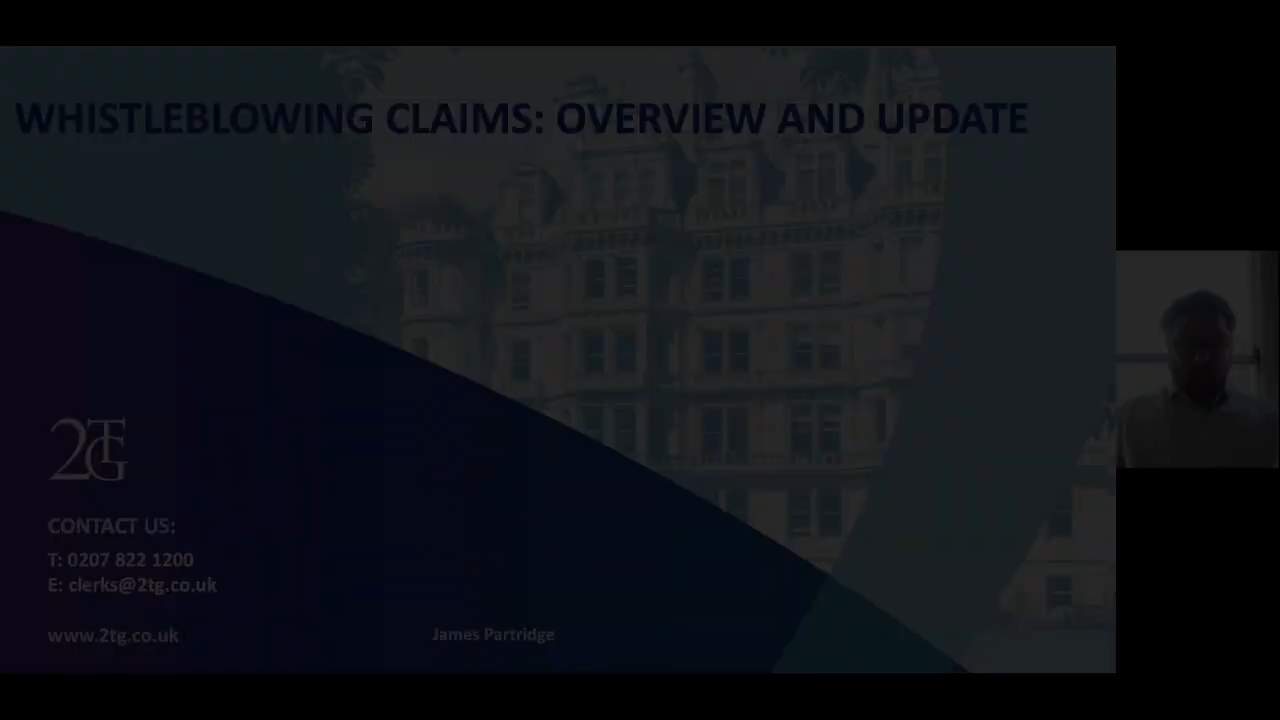 WHISTLEBLOWING CLAIMS: OVERVIEW AND UPDATE
2TG
CONTACT US:
T: 0207 822 1200
E: clerks@2tg.co.uk
www.2tg.co.uk
James Partridge